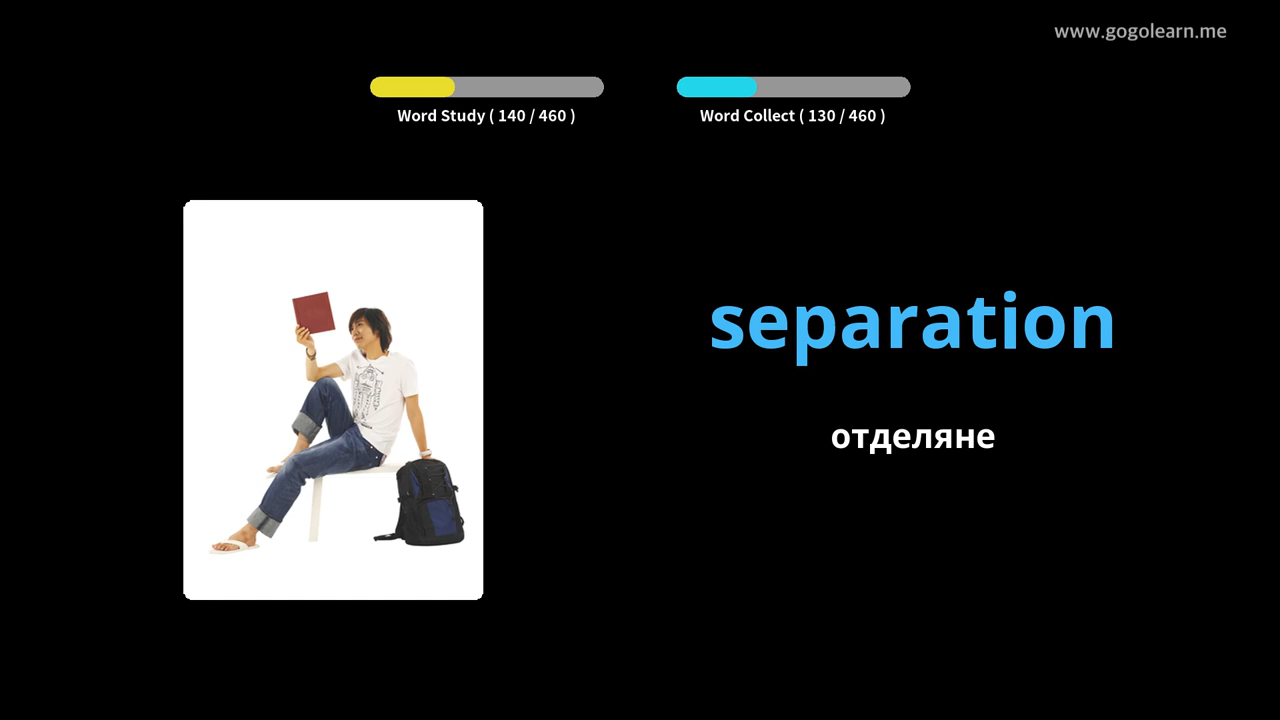 www.gogolearn.me
Word Study ( 140 / 460 )
Word Collect ( 130 / 460 )
separation
отделяне